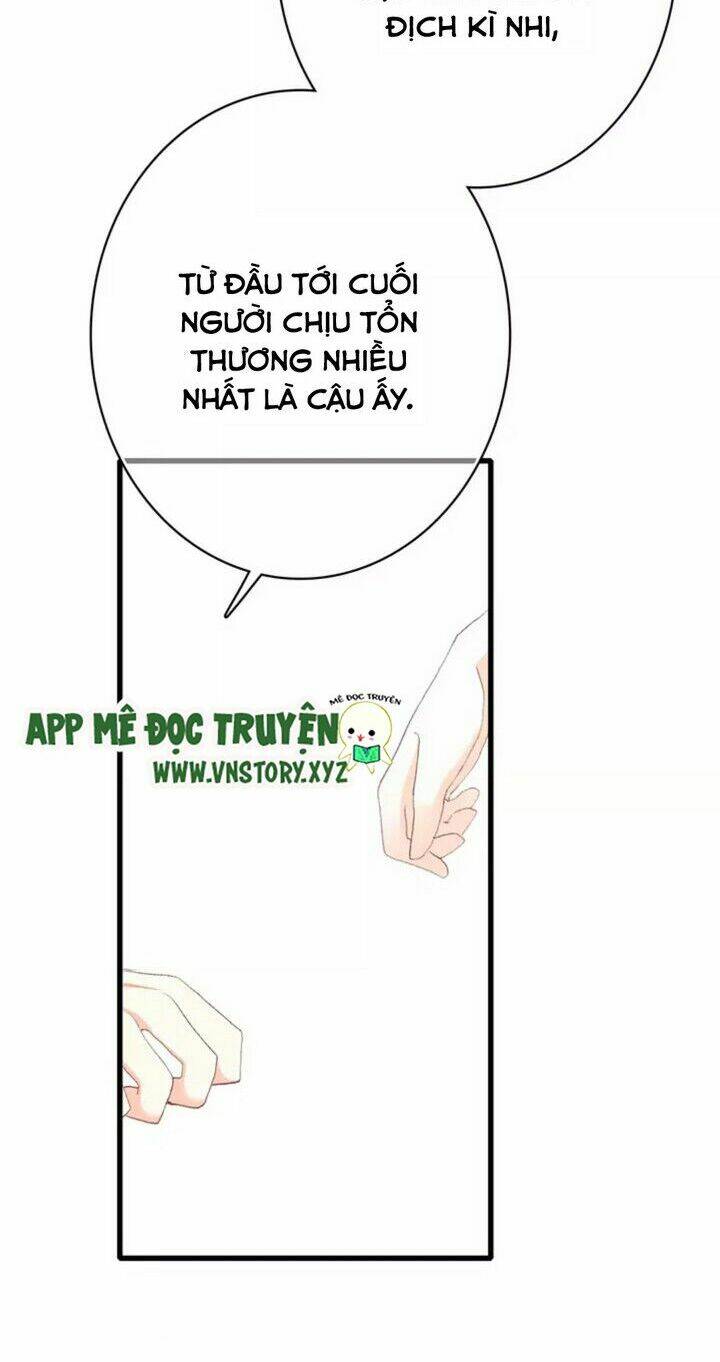 ĐỊCH KÌ NHI,
TỪ ĐẦU TỚI CUỐI
NGƯỜI CHỊU TỔN
THƯƠNG NHIỀU
NHẤT LÀ CẬU ẤY.
MÊ ĐỌC TRUYỆN
APP MÊ ĐỌC TRUYỆN
WWW.VNSTORY.XYZ